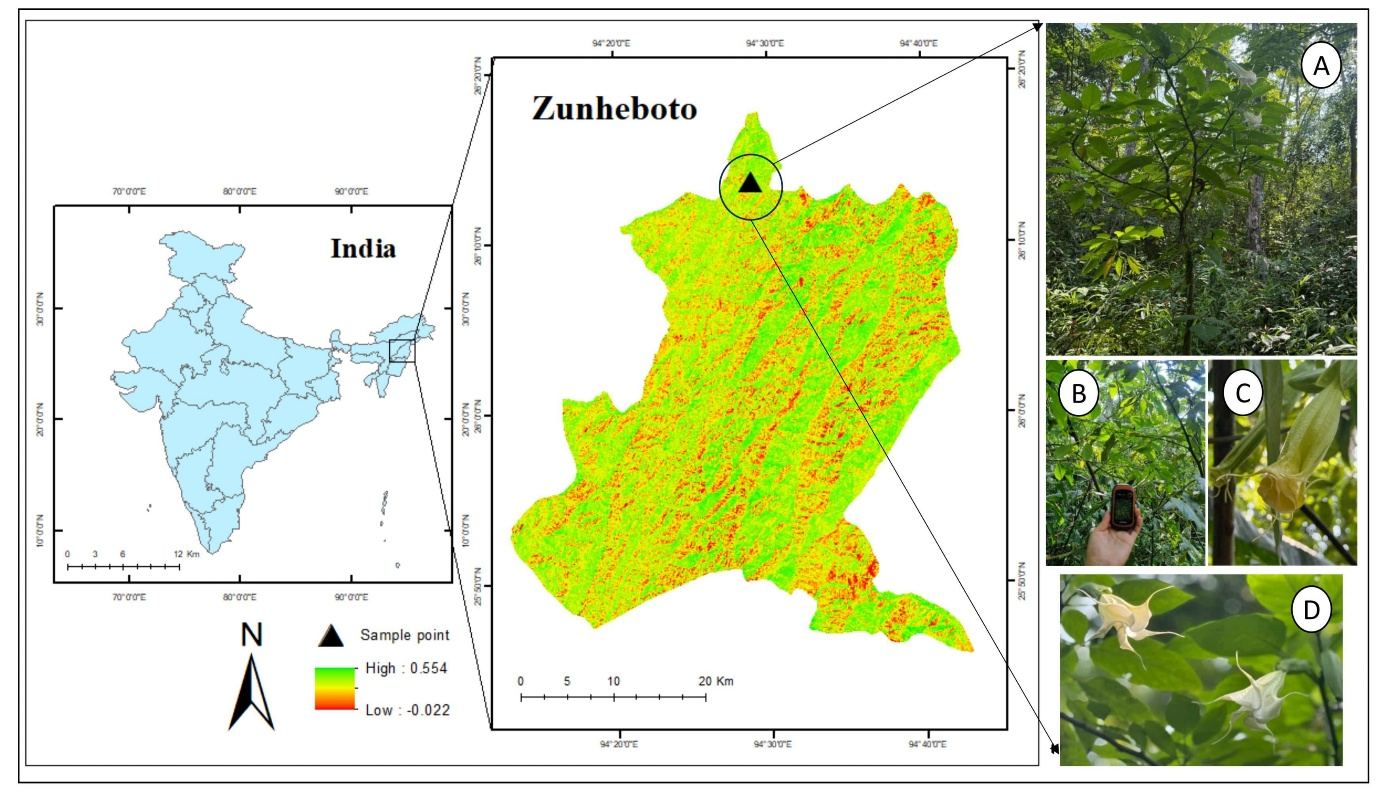 94°20'0"E 94°30'0"E 94°40'0"E
26°20'0"N 26°20'0"N
A
Zunheboto
70°0'0"E 80°0'0"E 90°0'0"E
India
26°10'0"N 26°10'0"N
30°0'0"N 30°0'0"N
B C
20°0'0"N 20°0'0"N
26°0'0"N 26°0'0"N
10°0'0"N 10°0'0"N
0 3 6 12 Km
25°50'0"N 25°50'0"N
70°0'0"E 80°0'0"E 90°0'0"E
D
N
Sample point
High : 0.554
Low : -0.022
0 5 10 20 Km
94°20'0"E 94°30'0"E 94°40'0"E